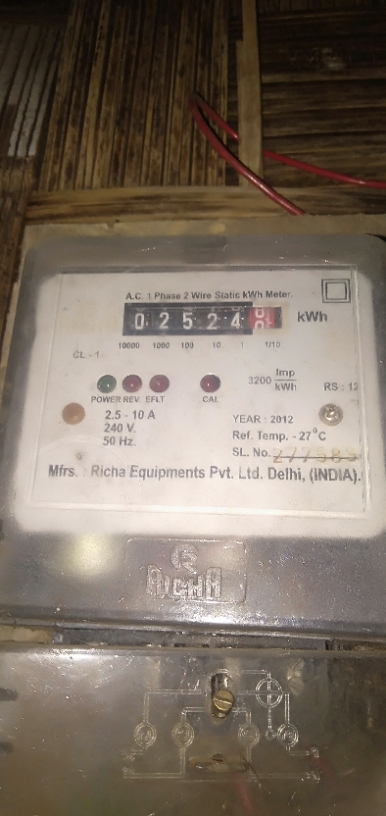 A.C. 1 Phase 2 Wire Static kWh Meter.
0 2 5 2 4 kWh
10000 1000 100 10 1 1/10
CL - 1
3200 Imp/kWh
RS : 12
POWER REV EFLT CAL
2.5 - 10 A
240 V.
50 Hz.
YEAR : 2012
Ref. Temp. - 27°C
SL. No.
Mfrs. : Richa Equipments Pvt. Ltd. Delhi, (INDIA).
RICHA